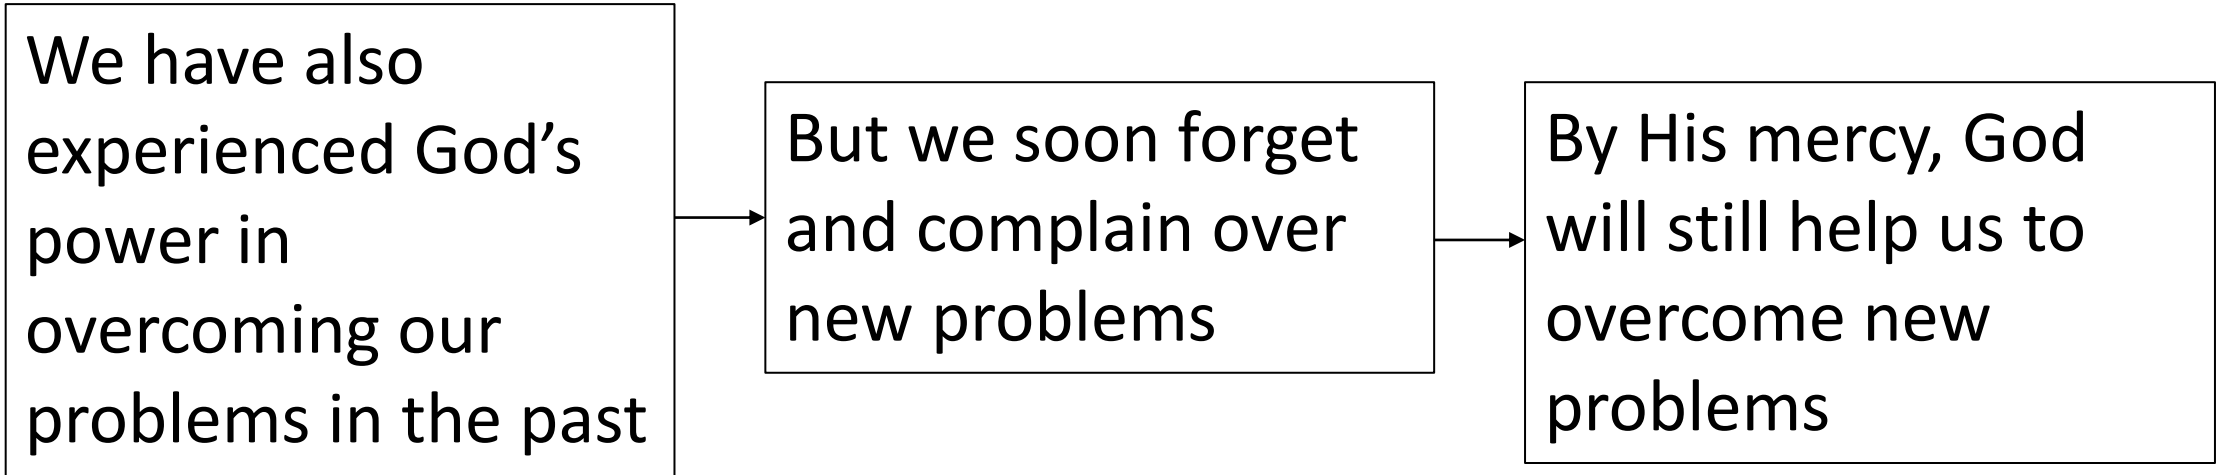 We have also
experienced God’s
power in
overcoming our
problems in the past
But we soon forget
and complain over
new problems
By His mercy, God
will still help us to
overcome new
problems